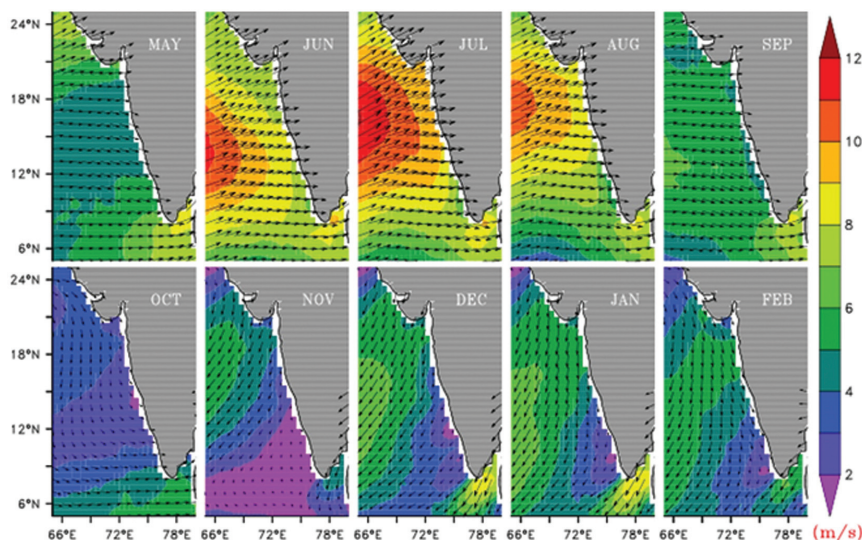 24°N
MAY
JUN
JUL
AUG
SEP
18°N
12°N
6°N
12
10
8
6
4
2
(m/s)
24°N
OCT
NOV
DEC
JAN
FEB
18°N
12°N
6°N
66°E 72°E 78°E
66°E 72°E 78°E
66°E 72°E 78°E
66°E 72°E 78°E
66°E 72°E 78°E